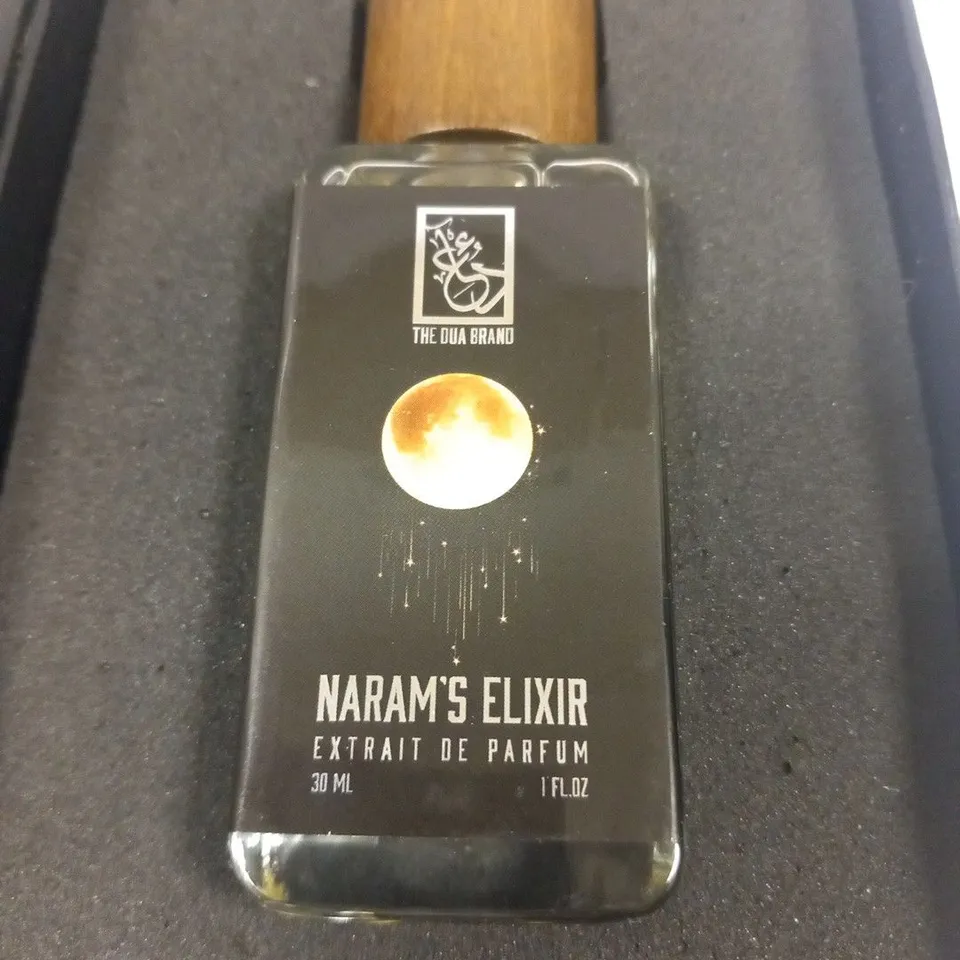 THE DUA BRAND
NARAM'S ELIXIR
EXTRAIT DE PARFUM
30 ML 1 FL.OZ